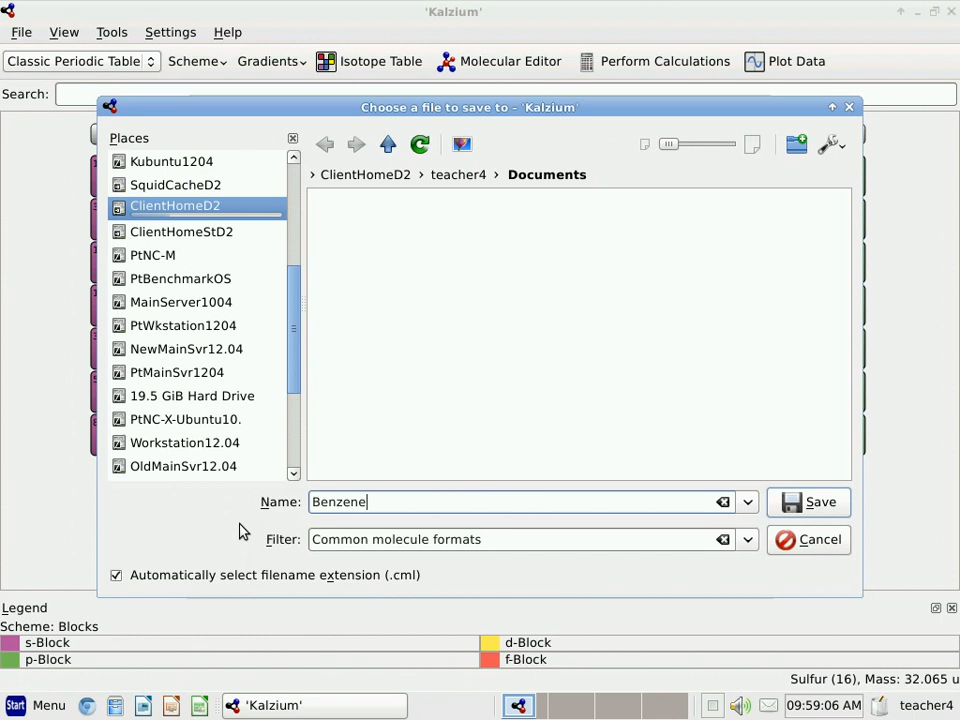 'Kalzium'
File View Tools Settings Help
Classic Periodic Table Scheme Gradients Isotope Table Molecular Editor Perform Calculations Plot Data
Search:
Choose a file to save to – 'Kalzium'
Places
Kubuntu1204
SquidCacheD2
ClientHomeD2
ClientHomeStD2
PtNC-M
PtBenchmarkOS
MainServer1004
PtWkstation1204
NewMainSvr12.04
PtMainSvr1204
19.5 GiB Hard Drive
PtNC-X-Ubuntu10.
Workstation12.04
OldMainSvr12.04
› ClientHomeD2 › teacher4 › Documents
Name: Benzene Save
Filter: Common molecule formats Cancel
Automatically select filename extension (.cml)
Legend
Scheme: Blocks
s-Block d-Block
p-Block f-Block
Sulfur (16), Mass: 32.065 u
Start Menu 'Kalzium' 09:59:06 AM teacher4